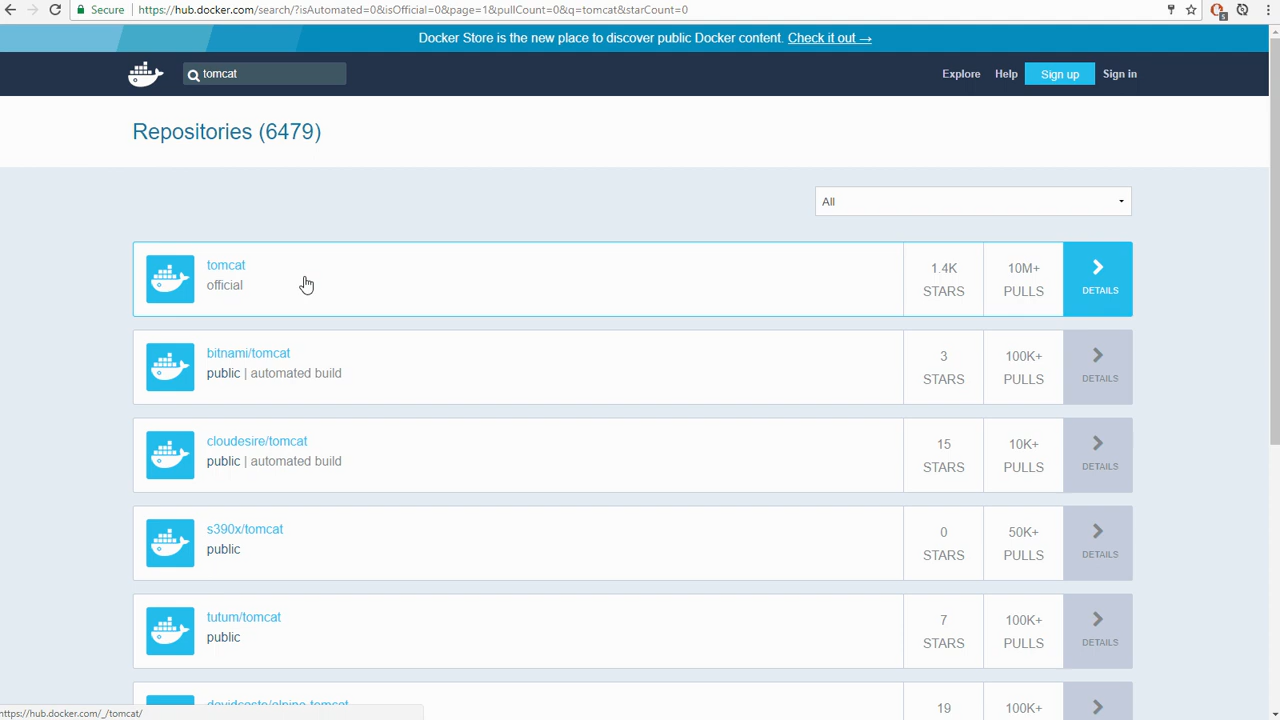 Secure https://hub.docker.com/search/?isAutomated=0&isOfficial=0&page=1&pullCount=0&q=tomcat&starCount=0
5
Docker Store is the new place to discover public Docker content. Check it out →
tomcat
Explore Help Sign up Sign in
Repositories (6479)
All
tomcat
official
1.4K
STARS
10M+
PULLS
DETAILS
bitnami/tomcat
public | automated build
3
STARS
100K+
PULLS
DETAILS
cloudesire/tomcat
public | automated build
15
STARS
10K+
PULLS
DETAILS
s390x/tomcat
public
0
STARS
50K+
PULLS
DETAILS
tutum/tomcat
public
7
STARS
100K+
PULLS
DETAILS
davidcaste/alpine-tomcat
19
100K+
https://hub.docker.com/_/tomcat/